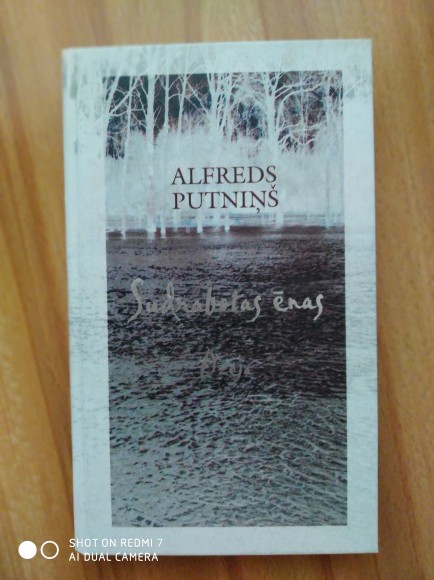 ALFREDS
PUTNIŅŠ
Sudrabotas ēnas
SHOT ON REDMI 7
AI DUAL CAMERA